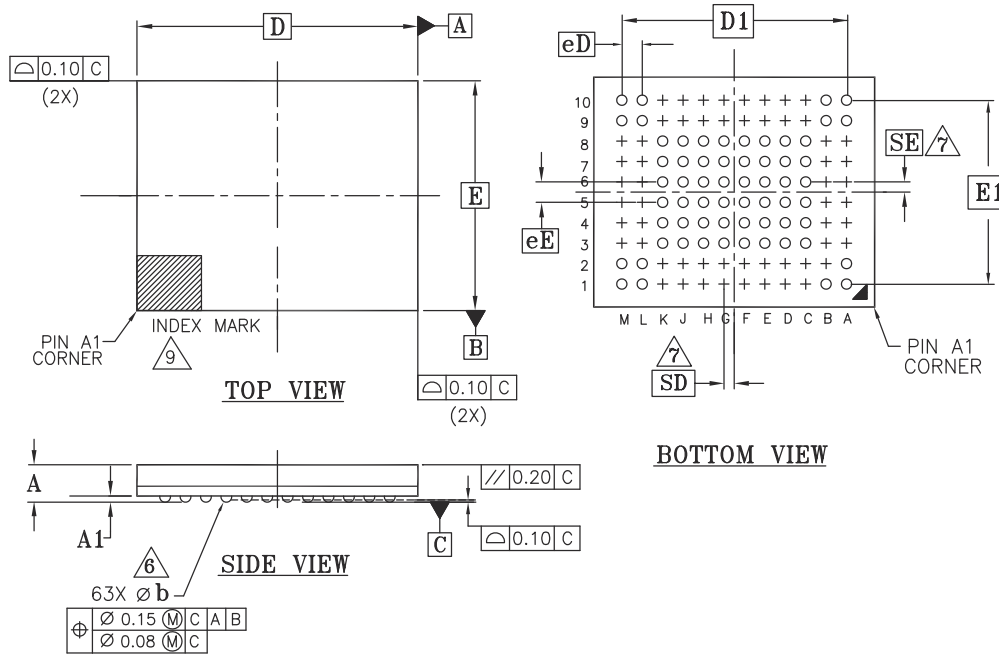 D
A
0.10 C
(2X)
E
INDEX MARK
9
PIN A1
CORNER
B
0.10 C
(2X)
TOP VIEW
D1
eD
10
9
8
7
6
5
4
3
2
1
SE 7
E1
eE
M L K J H G F E D C B A
7
SD
PIN A1
CORNER
BOTTOM VIEW
A
A1
// 0.20 C
C
0.10 C
SIDE VIEW
6
63X Ø b
⌖ Ø 0.15 Ⓜ C A B
Ø 0.08 Ⓜ C